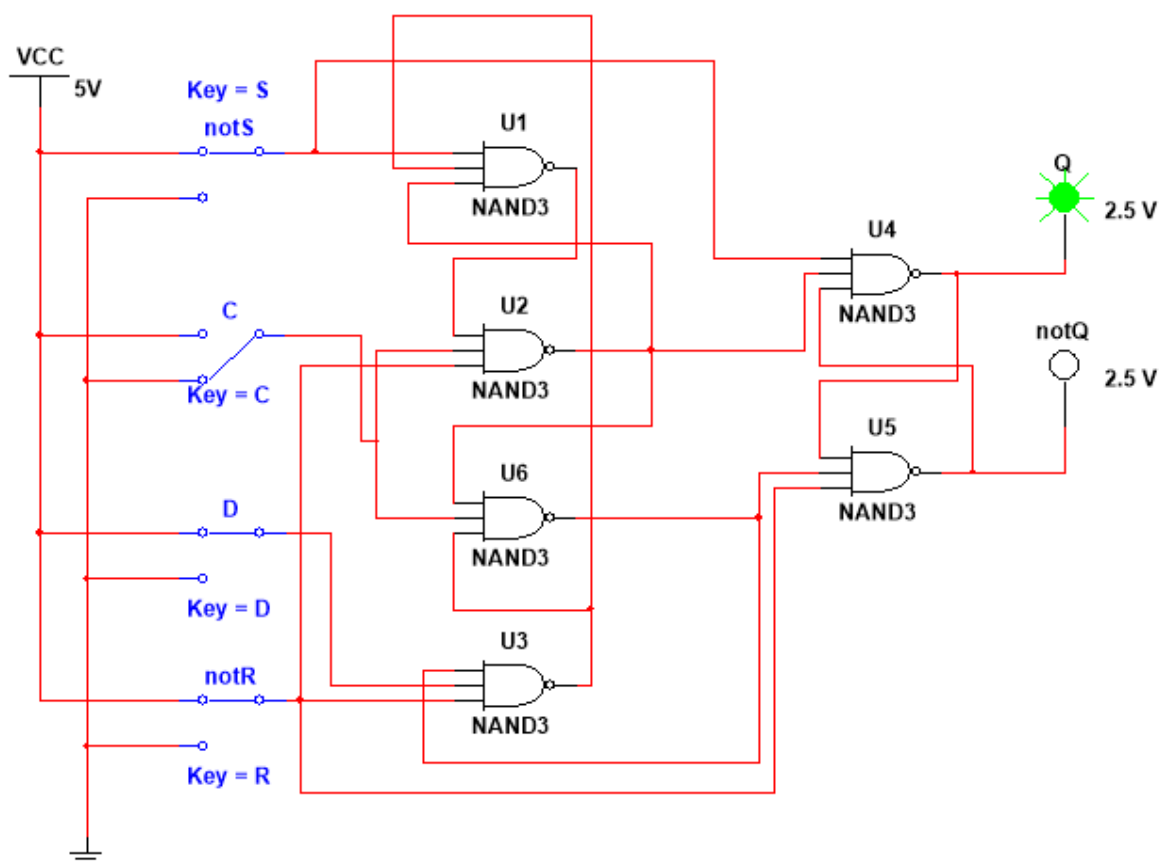 VCC
5V
Key = S
notS
U1
NAND3
Q
2.5 V
U4
NAND3
C
Key = C
U2
NAND3
notQ
2.5 V
U5
NAND3
U6
NAND3
D
Key = D
U3
NAND3
notR
Key = R